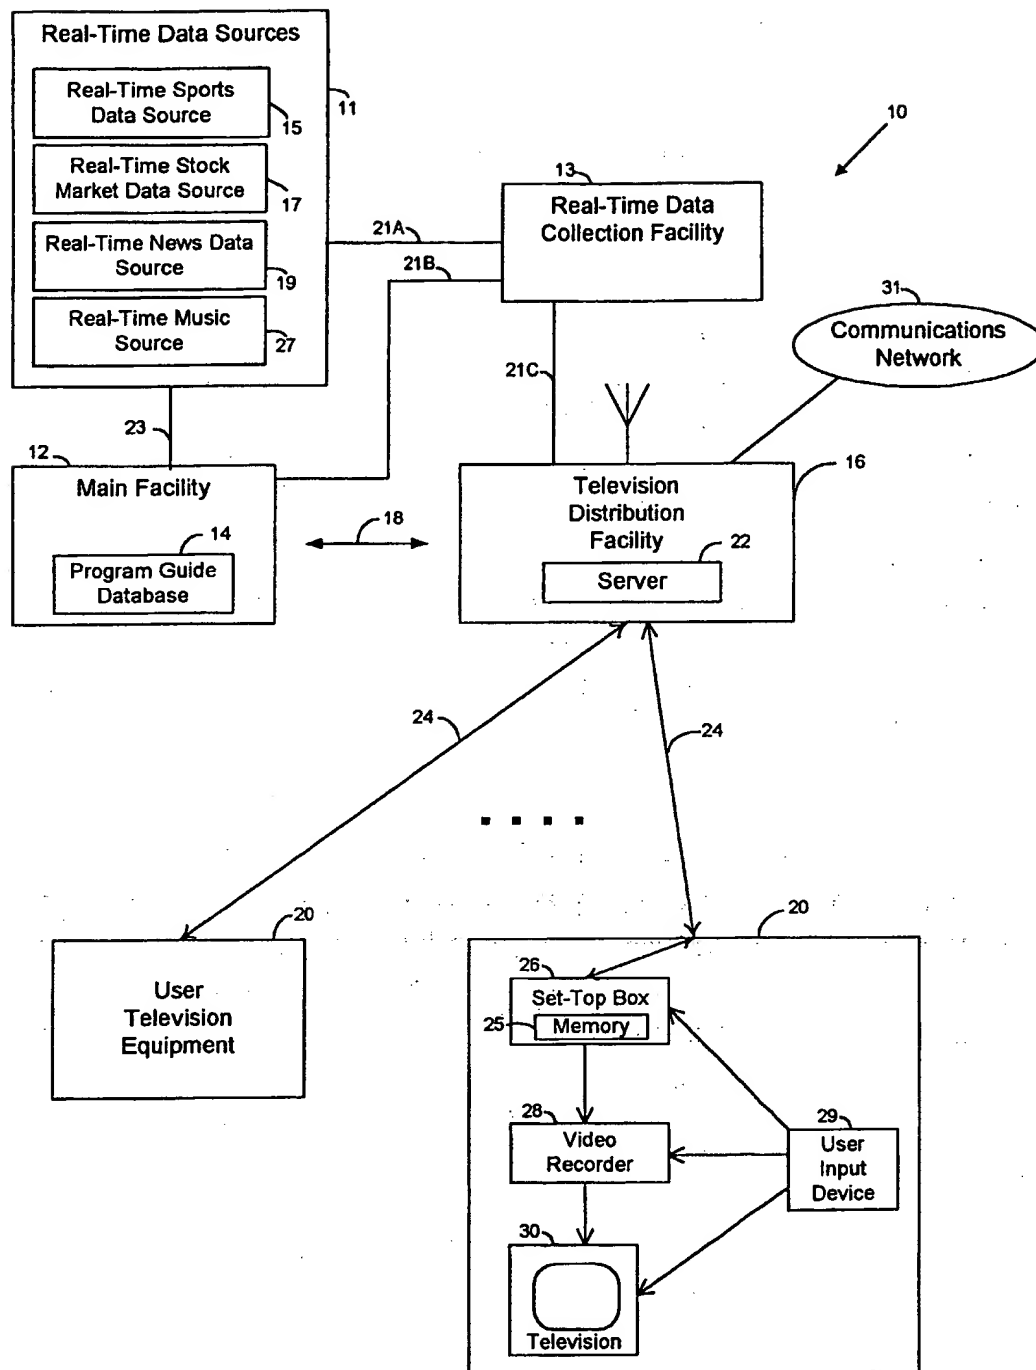 Real-Time Data Sources
Real-Time Sports
Data Source
15
11
Real-Time Stock
Market Data Source
17
Real-Time News Data
Source
19
Real-Time Music
Source
27
10
13
Real-Time Data
Collection Facility
21A
21B
21C
31
Communications
Network
23
12
Main Facility
14
Program Guide
Database
18
16
Television
Distribution
Facility
22
Server
24
24
20
User
Television
Equipment
20
26
Set-Top Box
25
Memory
28
Video
Recorder
29
User
Input
Device
30
Television